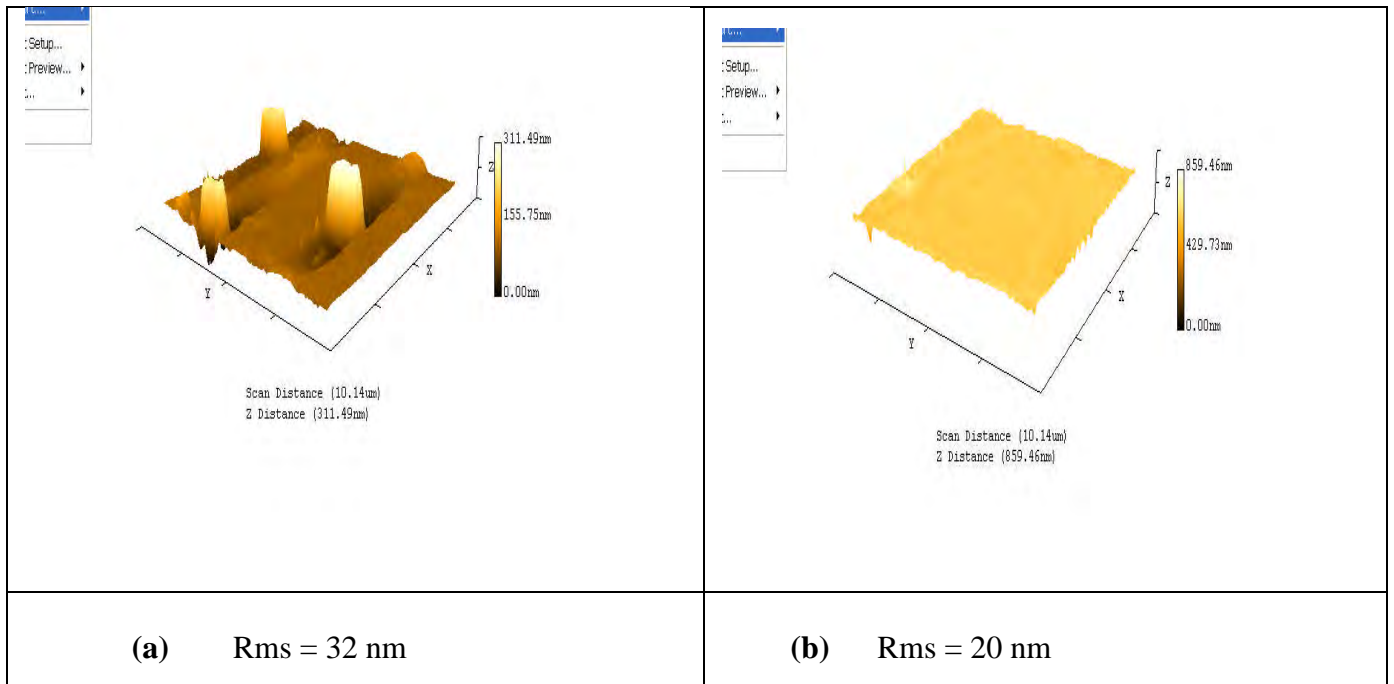 : Setup...
: Preview...
:...
311.49nm
Z
155.75nm
X
0.00nm
Y
Scan Distance (10.14um)
Z Distance (311.49nm)
: Setup...
: Preview...
:...
859.46nm
Z
429.73nm
X
0.00nm
Y
Scan Distance (10.14um)
Z Distance (859.46nm)
(a) Rms = 32 nm
(b) Rms = 20 nm